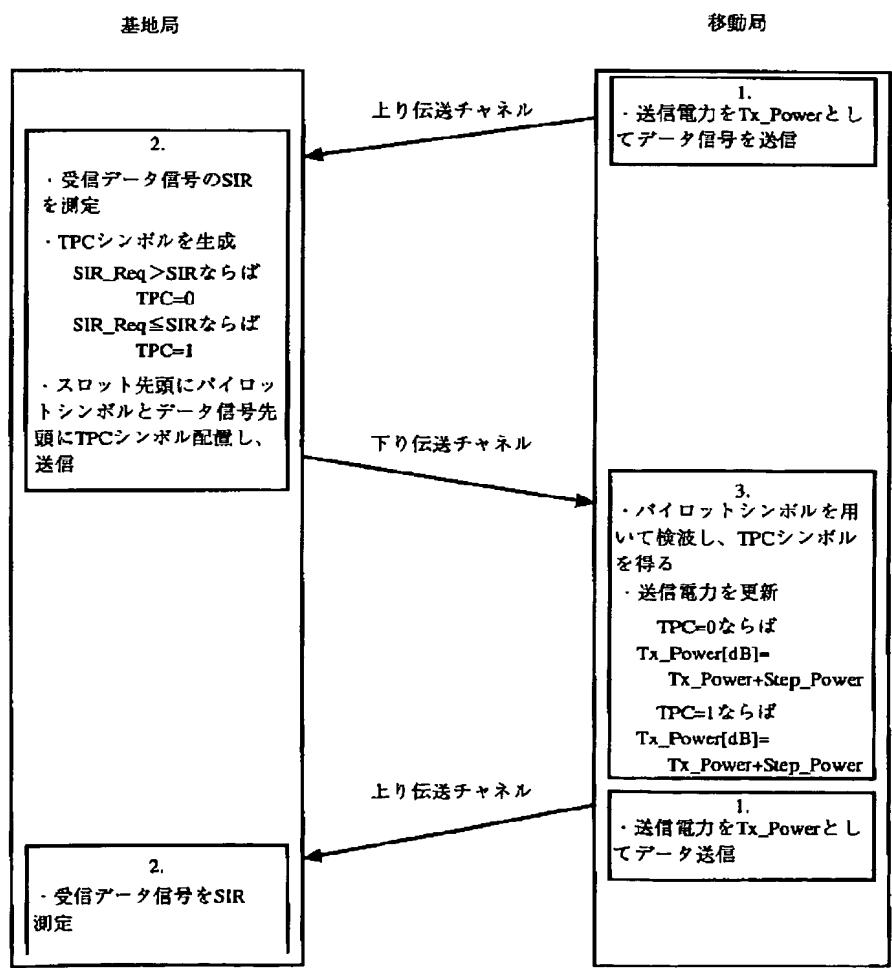 基地局
移動局
1.
・送信電力をTx_Powerとし
てデータ信号を送信
上り伝送チャネル
2.
・受信データ信号のSIR
を測定
・TPCシンボルを生成
SIR_Req＞SIRならば
TPC=0
SIR_Req≦SIRならば
TPC=1
・スロット先頭にパイロッ
トシンボルとデータ信号先
頭にTPCシンボル配置し、
送信
下り伝送チャネル
3.
・パイロットシンボルを用
いて検波し、TPCシンボル
を得る
・送信電力を更新
TPC=0ならば
Tx_Power[dB]=
Tx_Power+Step_Power
TPC=1ならば
Tx_Power[dB]=
Tx_Power+Step_Power
上り伝送チャネル
1.
・送信電力をTx_Powerとし
てデータ送信
2.
・受信データ信号をSIR
測定